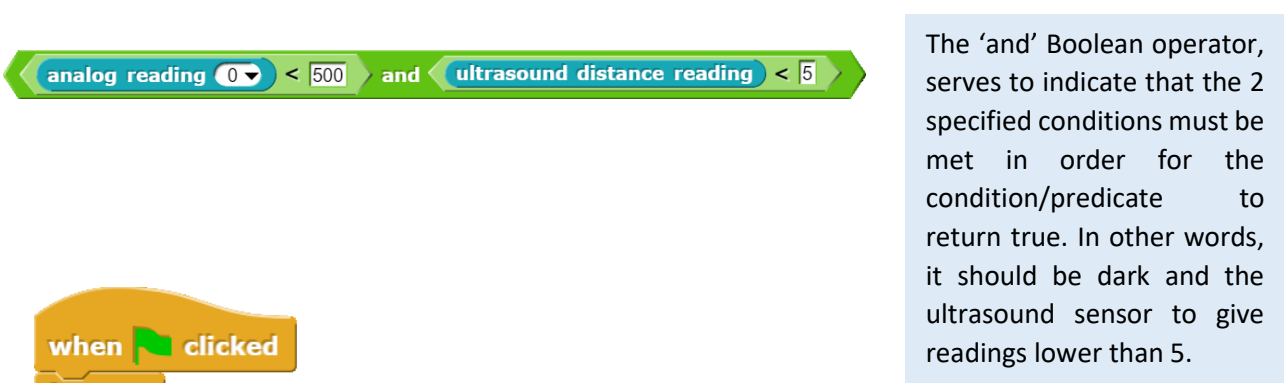 analog reading 0 < 500 and ultrasound distance reading < 5
The ‘and’ Boolean operator,
serves to indicate that the 2
specified conditions must be
met in order for the
condition/predicate to
return true. In other words,
it should be dark and the
ultrasound sensor to give
readings lower than 5.
when clicked